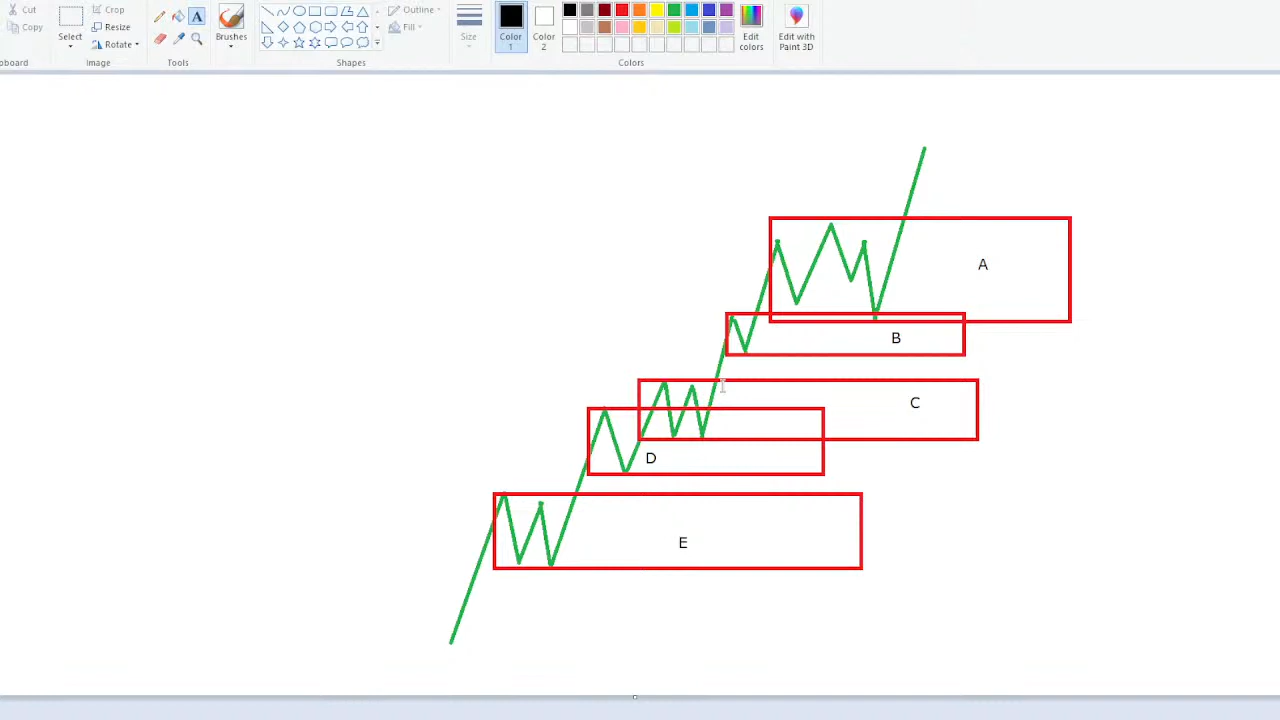 Cut
Copy
board
Select
Crop
Resize
Rotate
Image
A
Tools
Brushes
Shapes
Outline
Fill
Size
Color
1
Color
2
Edit
colors
Colors
Edit with
Paint 3D
A
B
C
D
E